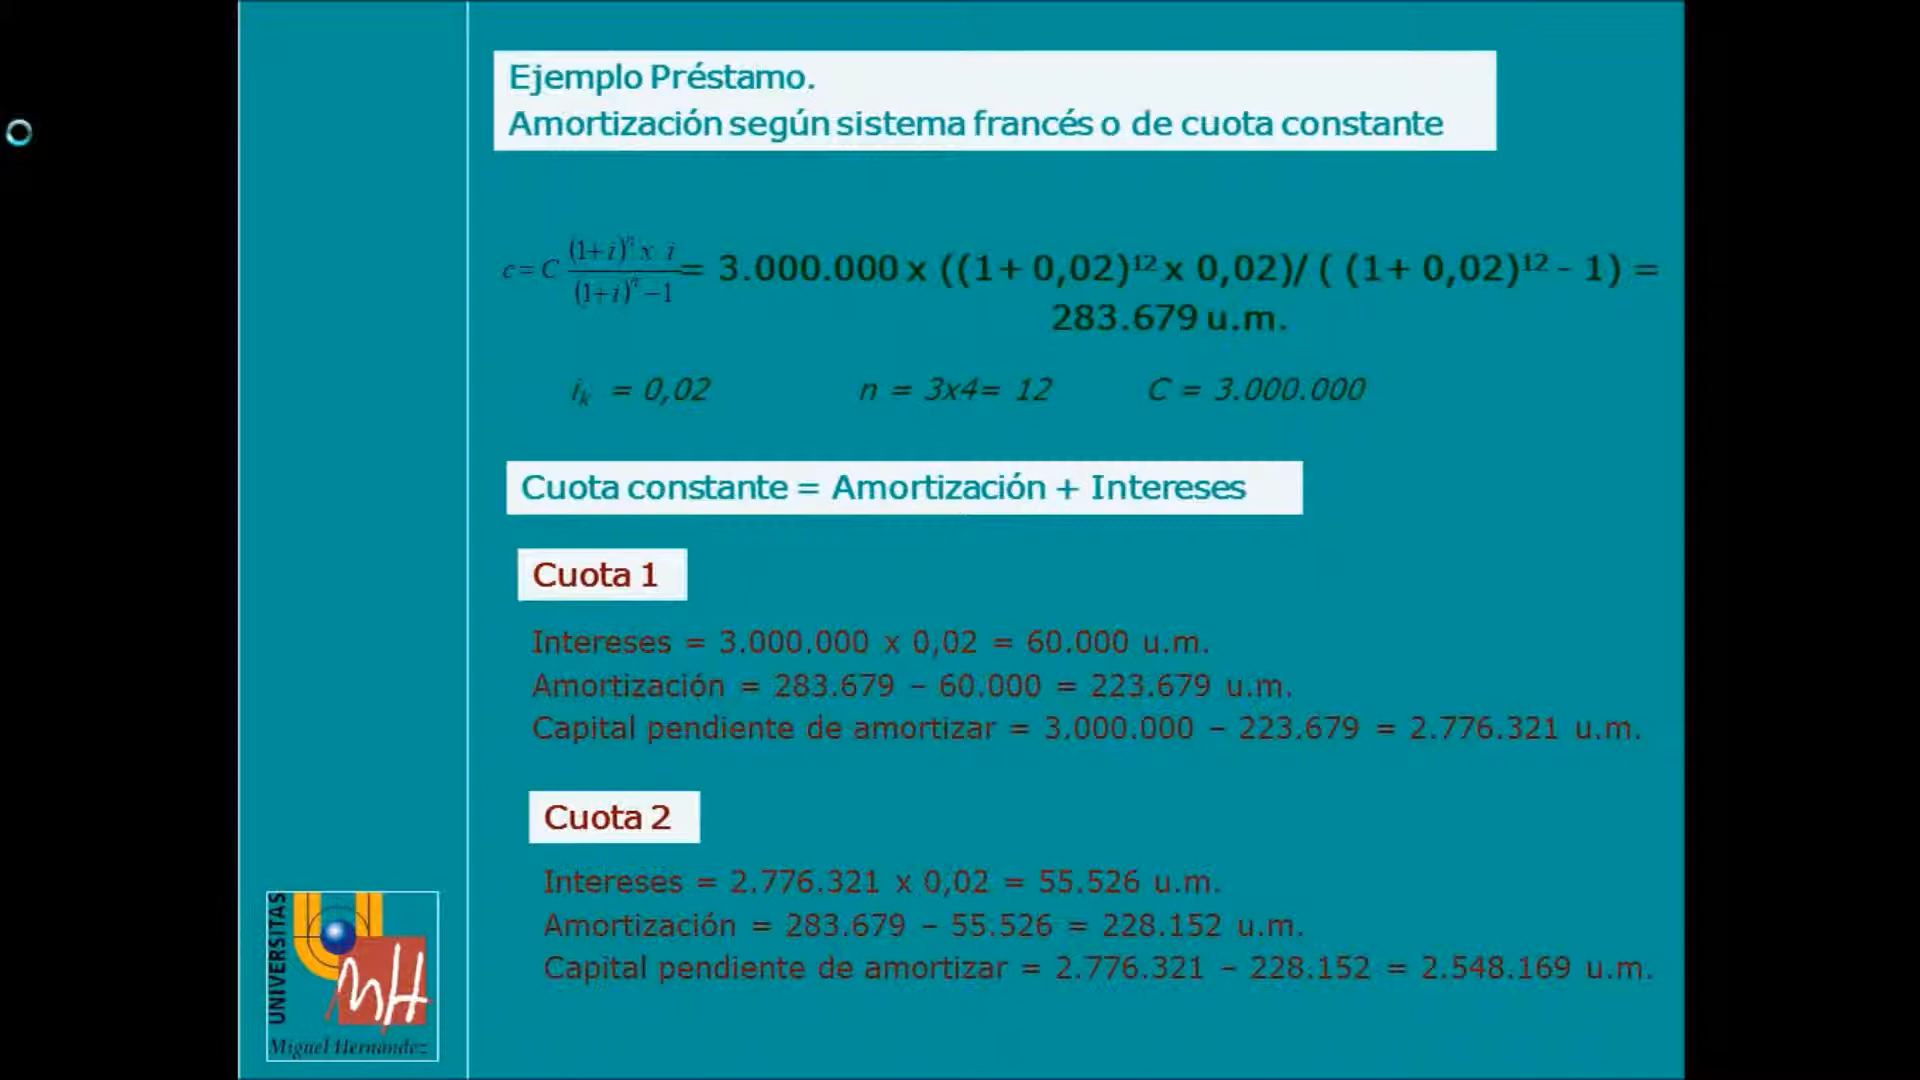 Ejemplo Préstamo.
Amortización según sistema francés o de cuota constante
c = C (1+i)ⁿ x i / (1+i)ⁿ −1 = 3.000.000 x ((1+ 0,02)¹² x 0,02)/ ( (1+ 0,02)¹² - 1) =
283.679 u.m.
iₖ = 0,02 n = 3x4= 12 C = 3.000.000
Cuota constante = Amortización + Intereses
Cuota 1
Intereses = 3.000.000 x 0,02 = 60.000 u.m.
Amortización = 283.679 – 60.000 = 223.679 u.m.
Capital pendiente de amortizar = 3.000.000 – 223.679 = 2.776.321 u.m.
Cuota 2
Intereses = 2.776.321 x 0,02 = 55.526 u.m.
Amortización = 283.679 – 55.526 = 228.152 u.m.
Capital pendiente de amortizar = 2.776.321 – 228.152 = 2.548.169 u.m.
UNIVERSITAS
MH
Miguel Hernández